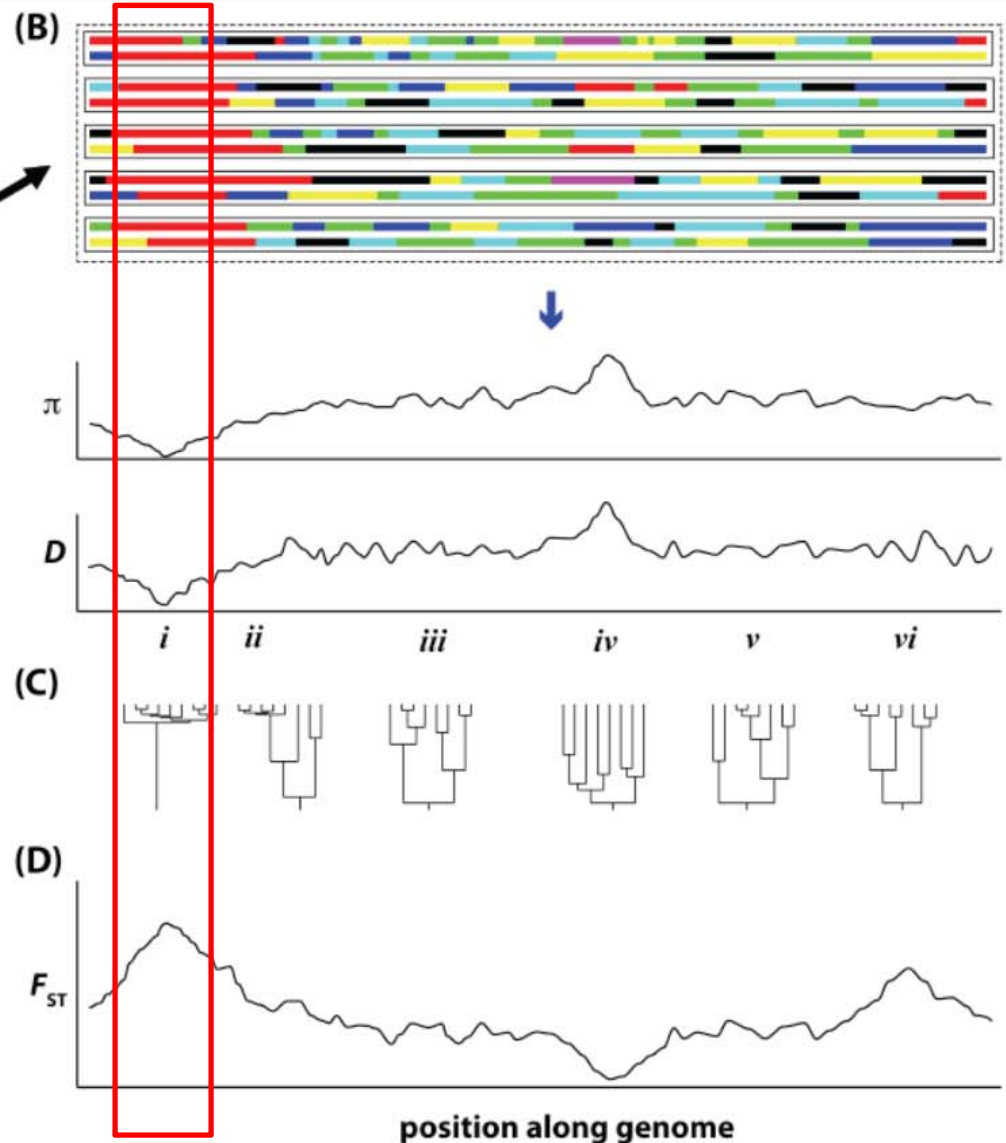 (B)
π
D
i ii iii iv v vi
(C)
(D)
FST
position along genome